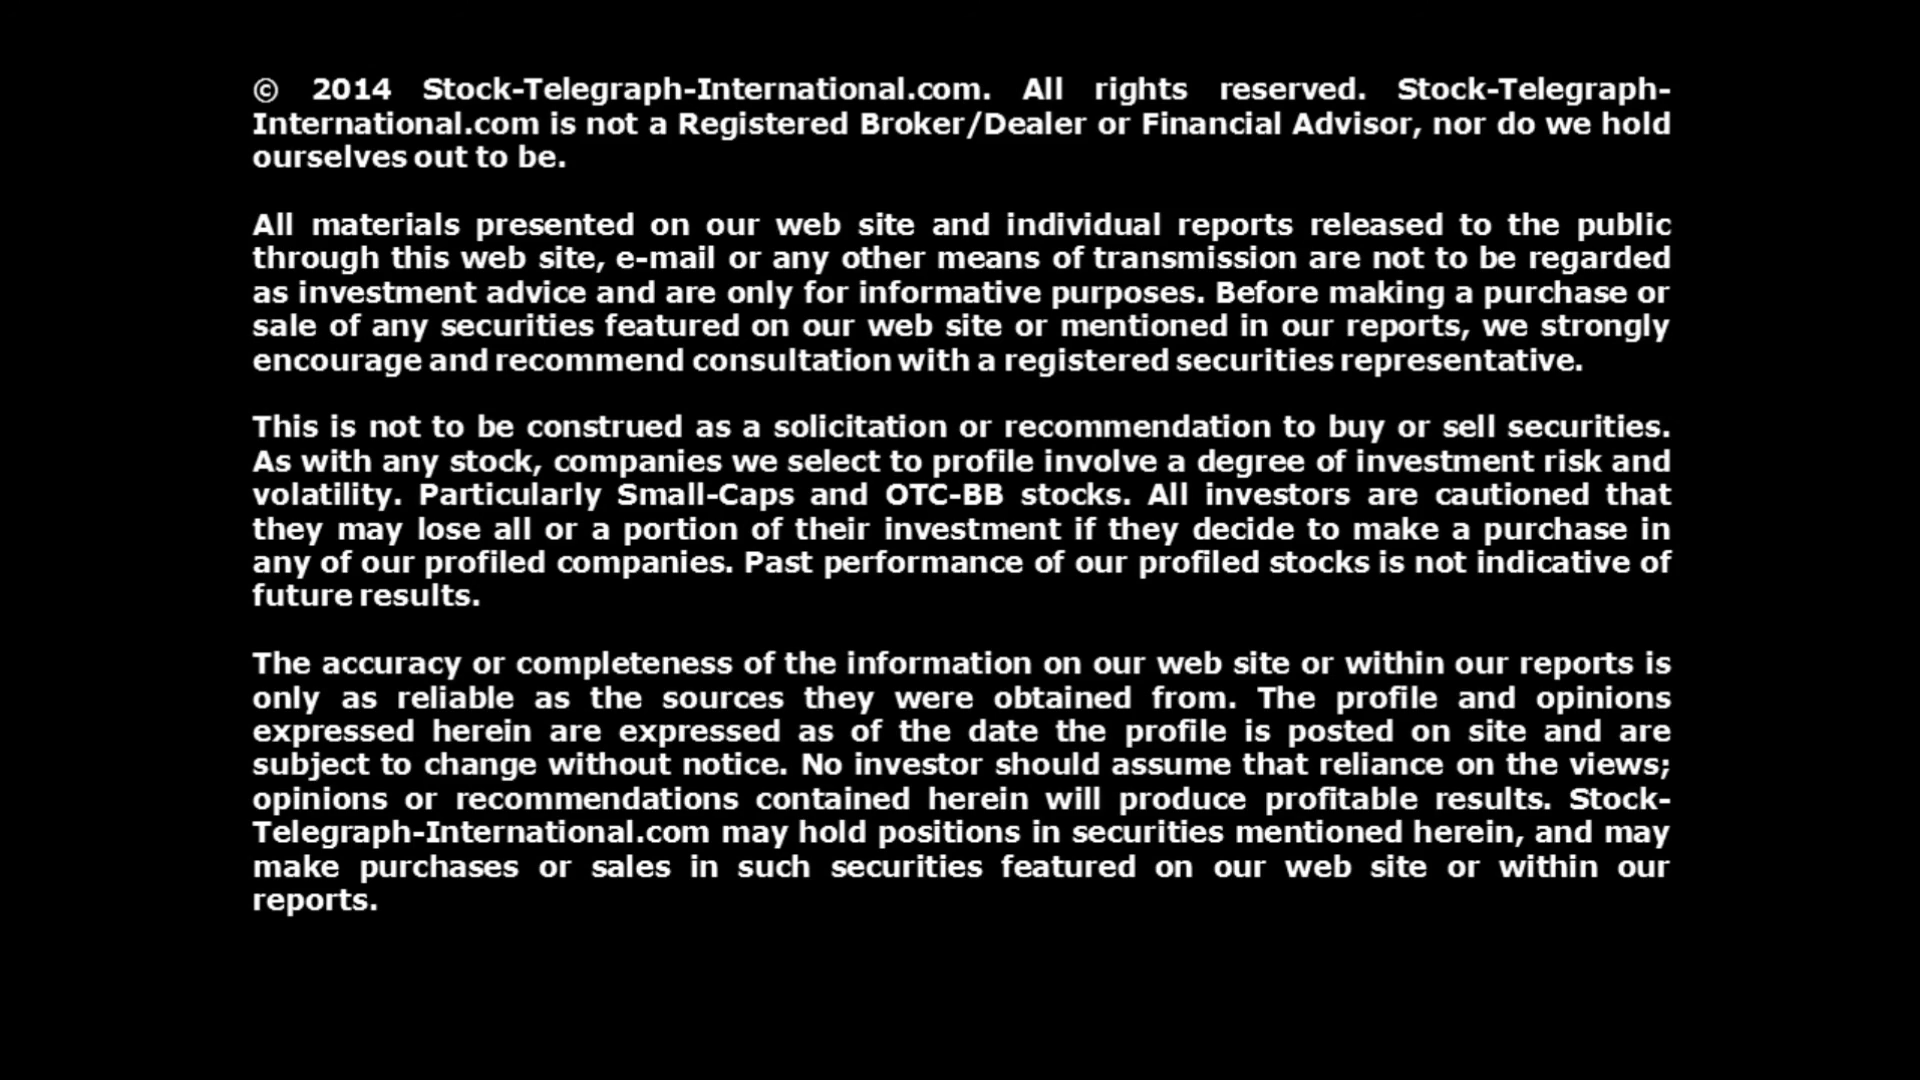 © 2014 Stock-Telegraph-International.com. All rights reserved. Stock-Telegraph-
International.com is not a Registered Broker/Dealer or Financial Advisor, nor do we hold
ourselves out to be.
All materials presented on our web site and individual reports released to the public
through this web site, e-mail or any other means of transmission are not to be regarded
as investment advice and are only for informative purposes. Before making a purchase or
sale of any securities featured on our web site or mentioned in our reports, we strongly
encourage and recommend consultation with a registered securities representative.
This is not to be construed as a solicitation or recommendation to buy or sell securities.
As with any stock, companies we select to profile involve a degree of investment risk and
volatility. Particularly Small-Caps and OTC-BB stocks. All investors are cautioned that
they may lose all or a portion of their investment if they decide to make a purchase in
any of our profiled companies. Past performance of our profiled stocks is not indicative of
future results.
The accuracy or completeness of the information on our web site or within our reports is
only as reliable as the sources they were obtained from. The profile and opinions
expressed herein are expressed as of the date the profile is posted on site and are
subject to change without notice. No investor should assume that reliance on the views;
opinions or recommendations contained herein will produce profitable results. Stock-
Telegraph-International.com may hold positions in securities mentioned herein, and may
make purchases or sales in such securities featured on our web site or within our
reports.